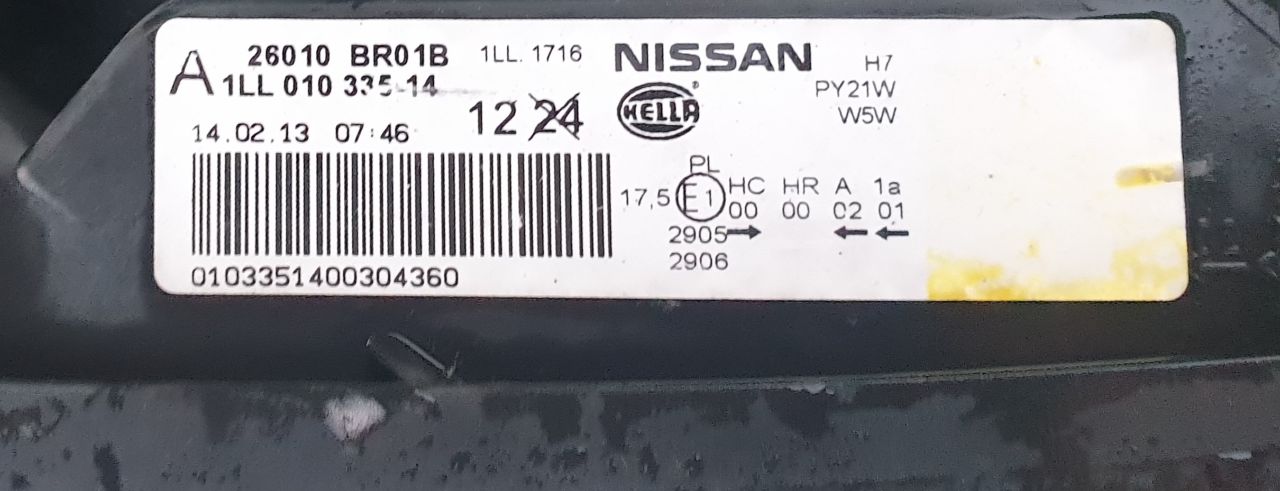 A 26010 BR01B 1LL. 1716 NISSAN H7
1LL 010 335-14 PY21W
12 24 HELLA W5W
14.02.13 07:46
PL
17,5 E1 HC HR A 1a
00 00 02 01
2905 → ← ←
2906
0103351400304360